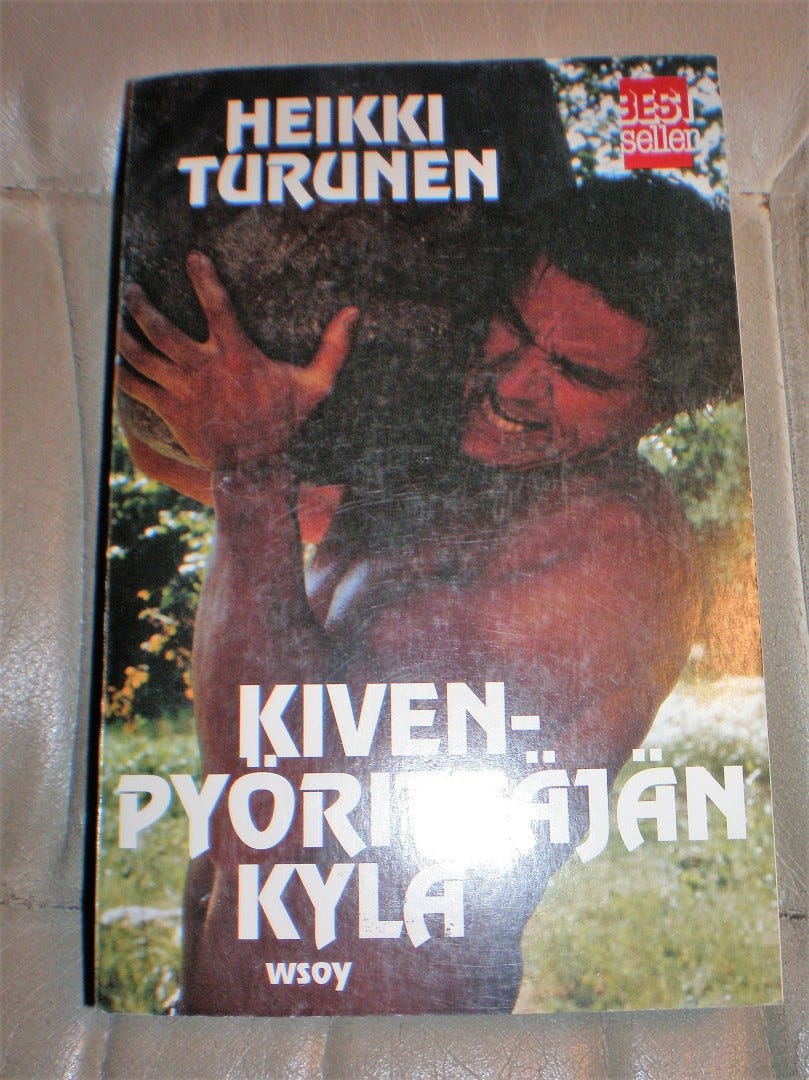 HEIKKI
TURUNEN
BEST
seller
KIVEN-
PYÖRITTÄJÄN
KYLÄ
WSOY